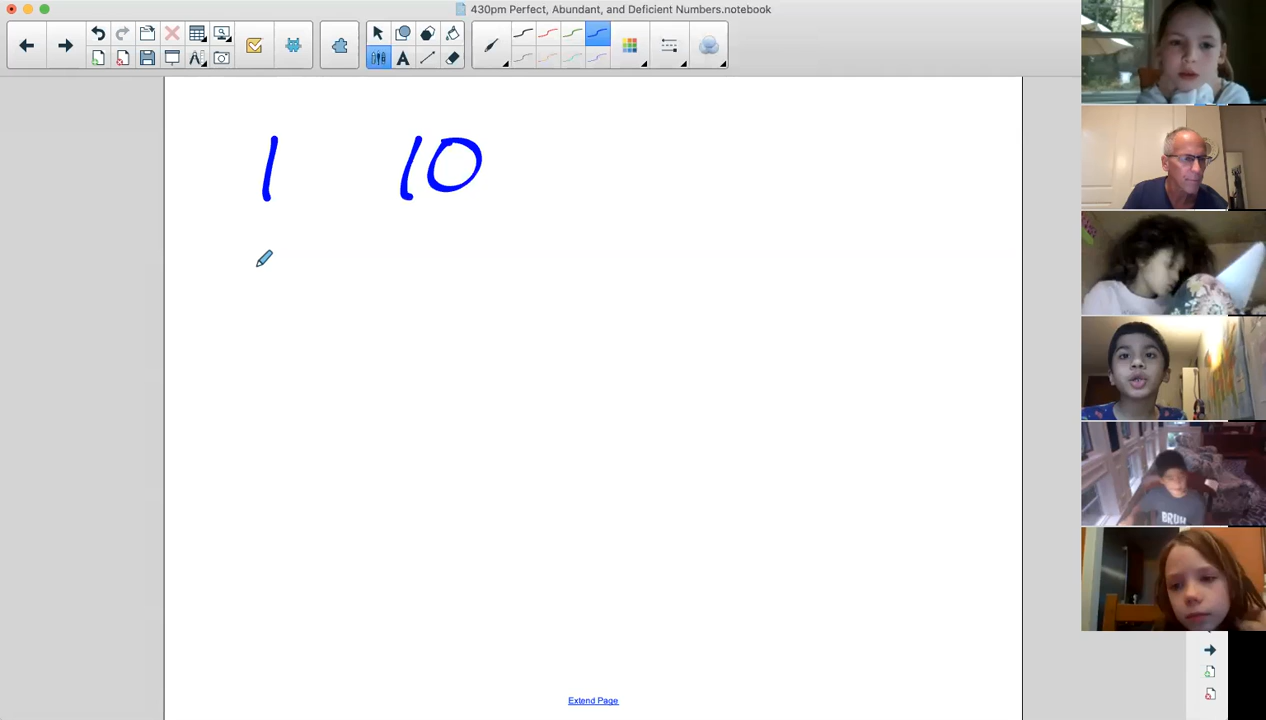 430pm Perfect, Abundant, and Deficient Numbers.notebook
1 10
BRUH
Extend Page